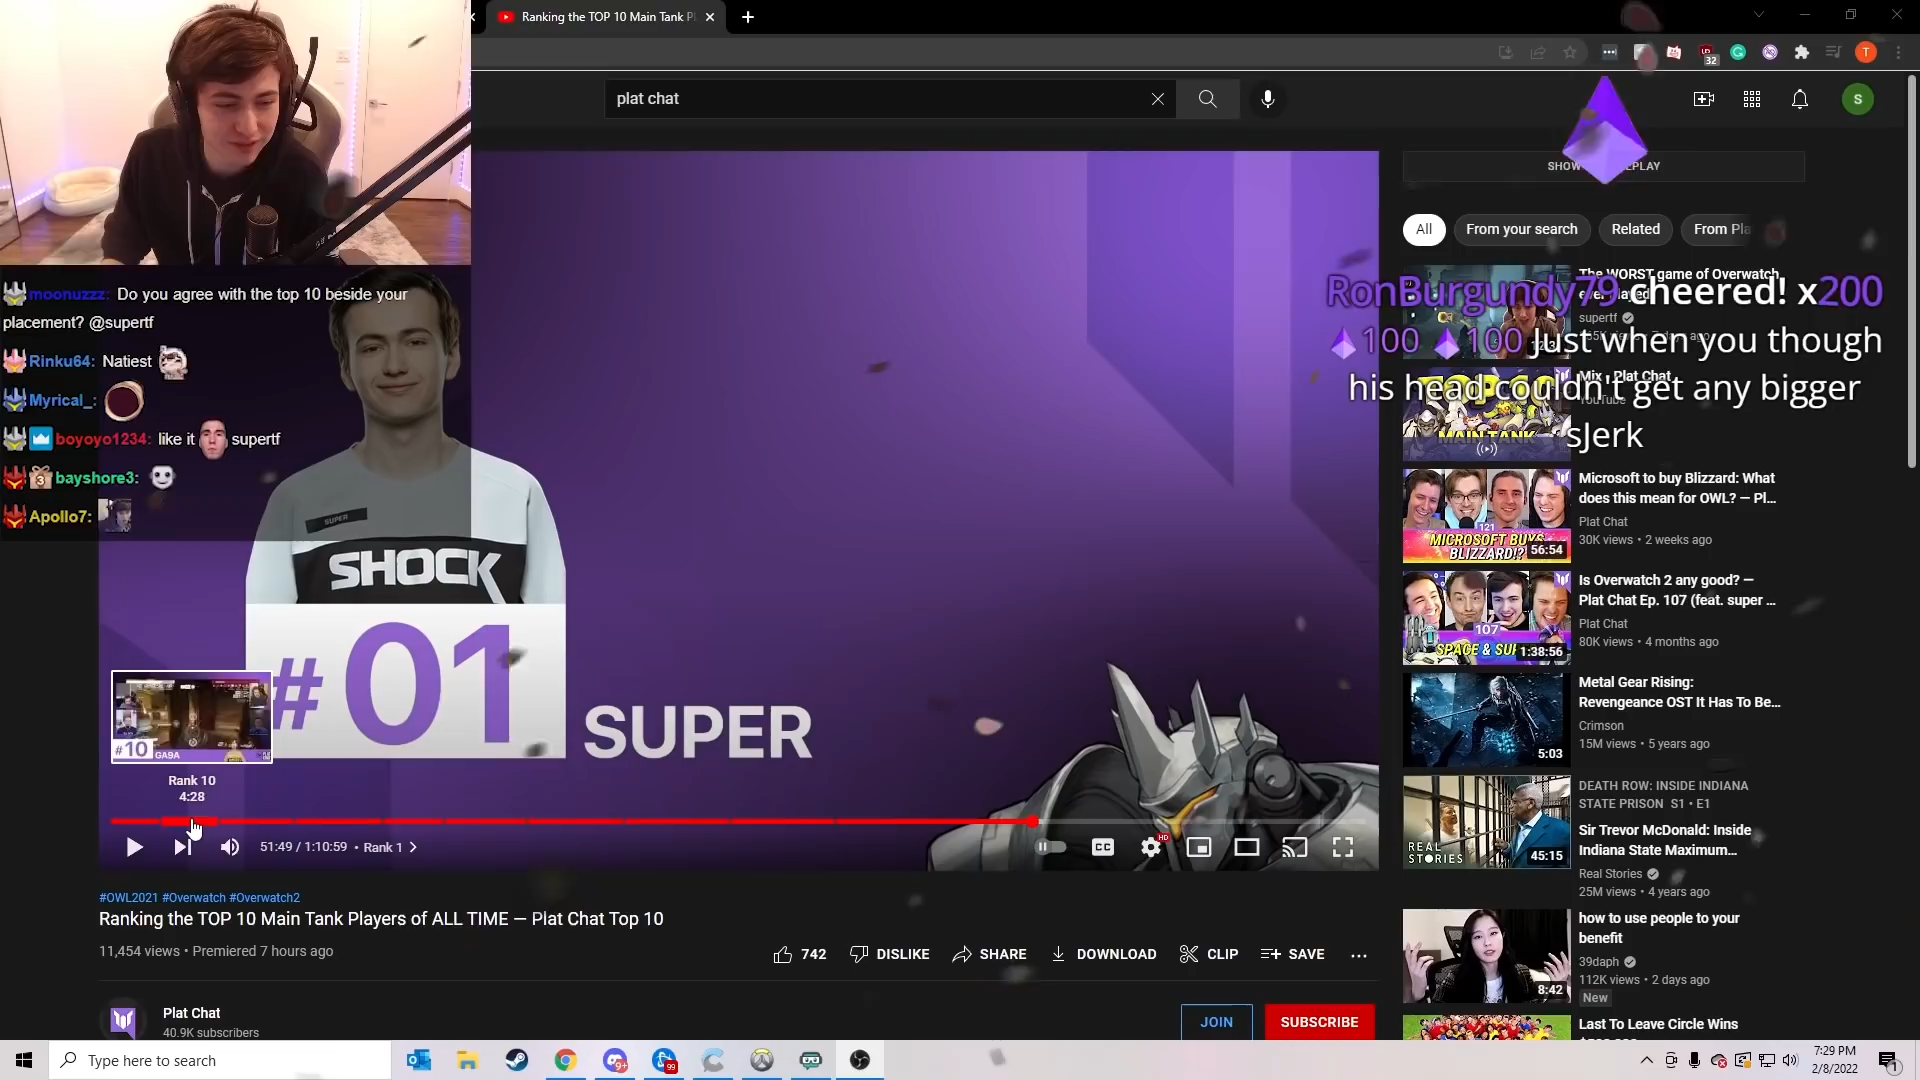 Ranking the TOP 10 Main Tank P
plat chat
32
T
S
moonuzzz: Do you agree with the top 10 beside your
placement? @supertf
Rinku64: Natiest
Myrical_:
boyoyo1234: like it supertf
bayshore3:
Apollo7:
SUPER
SHOCK
#01
SUPER
#10 GA9A
Rank 10
4:28
51:49 / 1:10:59 • Rank 1
CC
HD
#OWL2021 #Overwatch #Overwatch2
Ranking the TOP 10 Main Tank Players of ALL TIME — Plat Chat Top 10
11,454 views • Premiered 7 hours ago
742
DISLIKE
SHARE
DOWNLOAD
CLIP
SAVE
Plat Chat
40.9K subscribers
JOIN
SUBSCRIBE
All
From your search
Related
From Pla
RonBurgundy79 cheered! x200
100 100 Just when you though
his head couldn't get any bigger
sJerk
The WORST game of Overwatch
supertf
Mix - Plat Chat
YouTube
MAIN TANK
Microsoft to buy Blizzard: What
does this mean for OWL? — Pl...
Plat Chat
30K views • 2 weeks ago
121
MICROSOFT BUYS
BLIZZARD!?
56:54
Is Overwatch 2 any good? —
Plat Chat Ep. 107 (feat. super ...
Plat Chat
80K views • 4 months ago
107
1:38:56
Metal Gear Rising:
Revengeance OST It Has To Be...
Crimson
15M views • 5 years ago
5:03
DEATH ROW: INSIDE INDIANA
STATE PRISON S1 • E1
Sir Trevor McDonald: Inside
Indiana State Maximum...
Real Stories
25M views • 4 years ago
REAL
STORIES
45:15
how to use people to your
benefit
39daph
112K views • 2 days ago
New
8:42
Last To Leave Circle Wins
Type here to search
9+
99
7:29 PM
2/8/2022
1